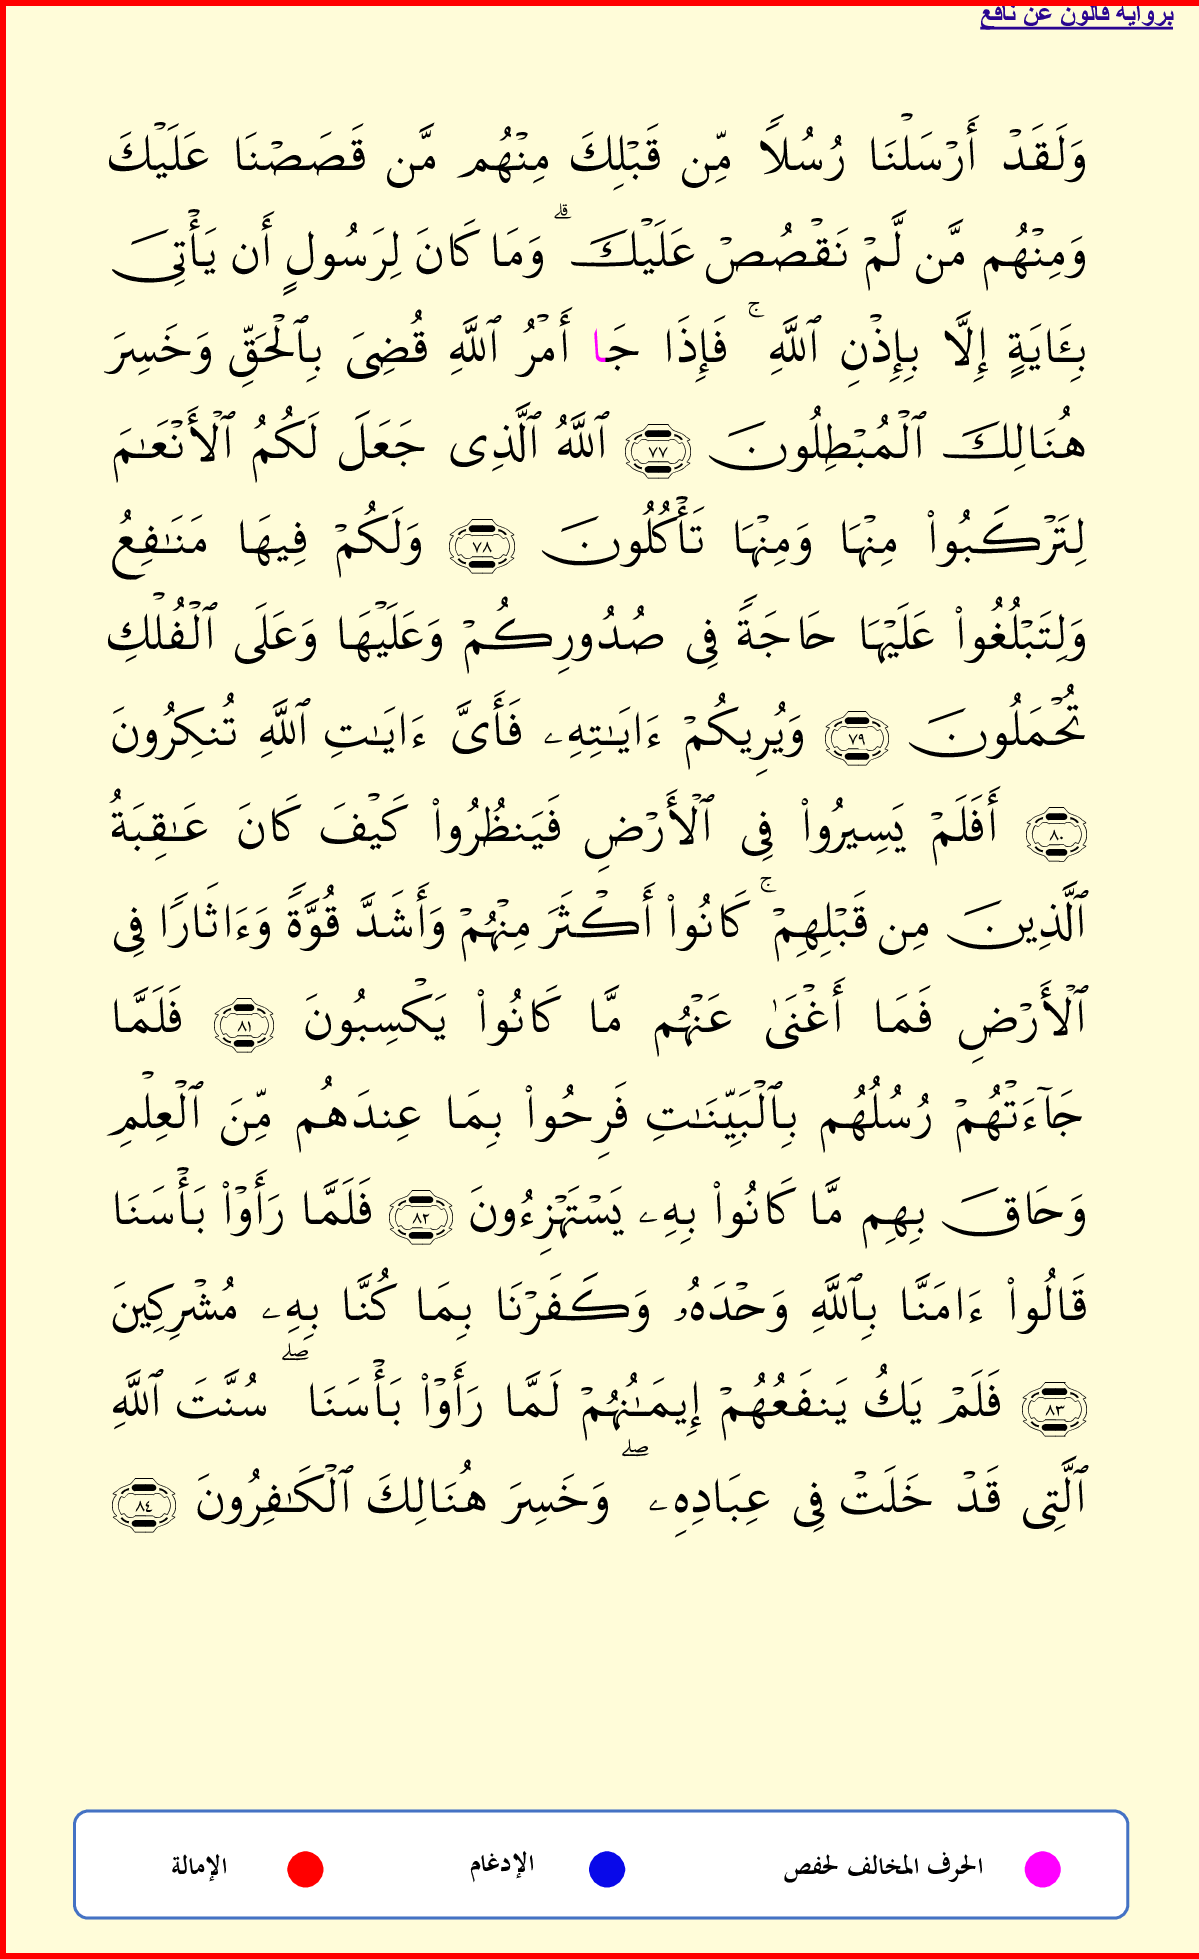 برواية قالون عن نافع
وَلَقَدْ أَرْسَلْنَا رُسُلًا مِّن قَبْلِكَ مِنْهُم مَّن قَصَصْنَا عَلَيْكَ
وَمِنْهُم مَّن لَّمْ نَقْصُصْ عَلَيْكَ ۗ وَمَا كَانَ لِرَسُولٍ أَن يَأْتِىَ
بِـَٔايَةٍ إِلَّا بِإِذْنِ ٱللَّهِ ۚ فَإِذَا جَا أَمْرُ ٱللَّهِ قُضِىَ بِٱلْحَقِّ وَخَسِرَ
هُنَالِكَ ٱلْمُبْطِلُونَ ٧٧ ٱللَّهُ ٱلَّذِى جَعَلَ لَكُمُ ٱلْأَنْعَـٰمَ
لِتَرْكَبُوا۟ مِنْهَا وَمِنْهَا تَأْكُلُونَ ٧٨ وَلَكُمْ فِيهَا مَنَـٰفِعُ
وَلِتَبْلُغُوا۟ عَلَيْهَا حَاجَةً فِى صُدُورِكُمْ وَعَلَيْهَا وَعَلَى ٱلْفُلْكِ
تُحْمَلُونَ ٧٩ وَيُرِيكُمْ ءَايَـٰتِهِۦ فَأَىَّ ءَايَـٰتِ ٱللَّهِ تُنكِرُونَ
٨٠ أَفَلَمْ يَسِيرُوا۟ فِى ٱلْأَرْضِ فَيَنظُرُوا۟ كَيْفَ كَانَ عَـٰقِبَةُ
ٱلَّذِينَ مِن قَبْلِهِمْ ۚ كَانُوا۟ أَكْثَرَ مِنْهُمْ وَأَشَدَّ قُوَّةً وَءَاثَارًا فِى
ٱلْأَرْضِ فَمَا أَغْنَىٰ عَنْهُم مَّا كَانُوا۟ يَكْسِبُونَ ٨١ فَلَمَّا
جَآءَتْهُمْ رُسُلُهُم بِٱلْبَيِّنَـٰتِ فَرِحُوا۟ بِمَا عِندَهُم مِّنَ ٱلْعِلْمِ
وَحَاقَ بِهِم مَّا كَانُوا۟ بِهِۦ يَسْتَهْزِءُونَ ٨٢ فَلَمَّا رَأَوْا۟ بَأْسَنَا
قَالُوا۟ ءَامَنَّا بِٱللَّهِ وَحْدَهُۥ وَكَفَرْنَا بِمَا كُنَّا بِهِۦ مُشْرِكِينَ
٨٣ فَلَمْ يَكُ يَنفَعُهُمْ إِيمَـٰنُهُمْ لَمَّا رَأَوْا۟ بَأْسَنَا ۖ سُنَّتَ ٱللَّهِ
ٱلَّتِى قَدْ خَلَتْ فِى عِبَادِهِۦ ۖ وَخَسِرَ هُنَالِكَ ٱلْكَـٰفِرُونَ ٨٤
الحرف المخالف لحفص الإدغام الإمالة